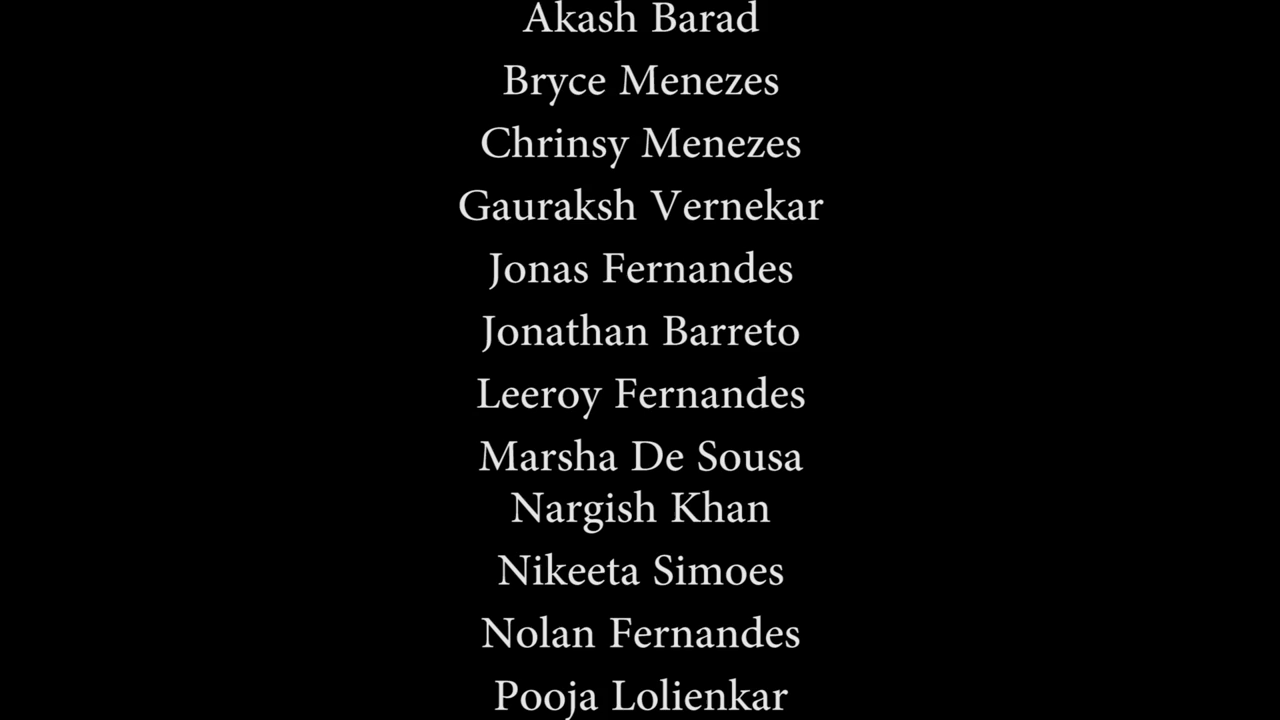 Akash Barad
Bryce Menezes
Chrinsy Menezes
Gauraksh Vernekar
Jonas Fernandes
Jonathan Barreto
Leeroy Fernandes
Marsha De Sousa
Nargish Khan
Nikeeta Simoes
Nolan Fernandes
Pooja Lolienkar